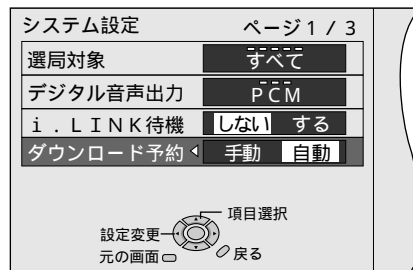 システム設定 ページ1 / 3
選局対象 すべて
デジタル音声出力 PCM
i.LINK待機 しない する
ダウンロード予約 手動 自動
項目選択
設定変更
元の画面 戻る